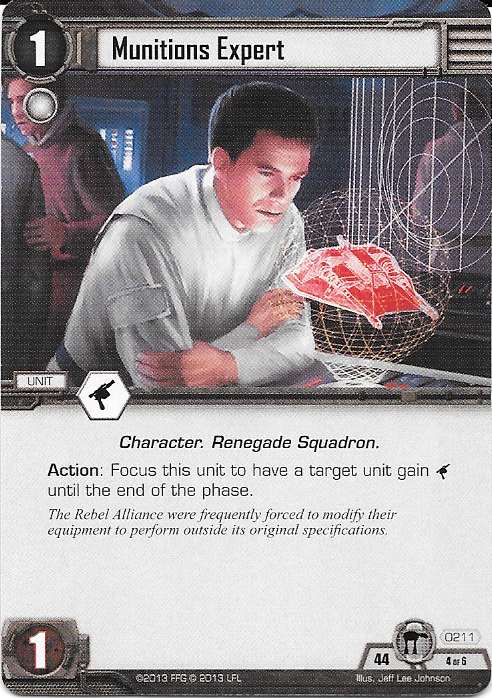 1
Munitions Expert
UNIT
Character. Renegade Squadron.
Action: Focus this unit to have a target unit gain
until the end of the phase.
The Rebel Alliance were frequently forced to modify their
equipment to perform outside its original specifications.
1
44
0211
4 OF 6
©2013 FFG © 2013 LFL
Illus. Jeff Lee Johnson